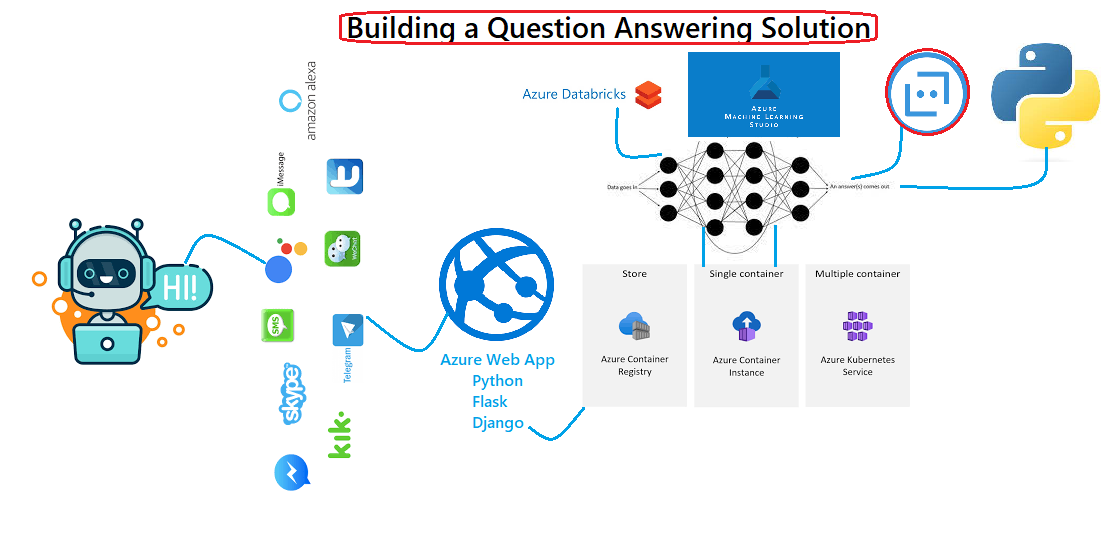 Building a Question Answering Solution
amazon alexa
Azure Databricks
AZURE
MACHINE LEARNING
STUDIO
iMessage
Data goes in
An answer(s) comes out
WeChat
HI!
Store
Single container
Multiple container
SMS
Telegram
Azure Web App
Python
Flask
Django
Azure Container
Registry
Azure Container
Instance
Azure Kubernetes
Service
skype
kik